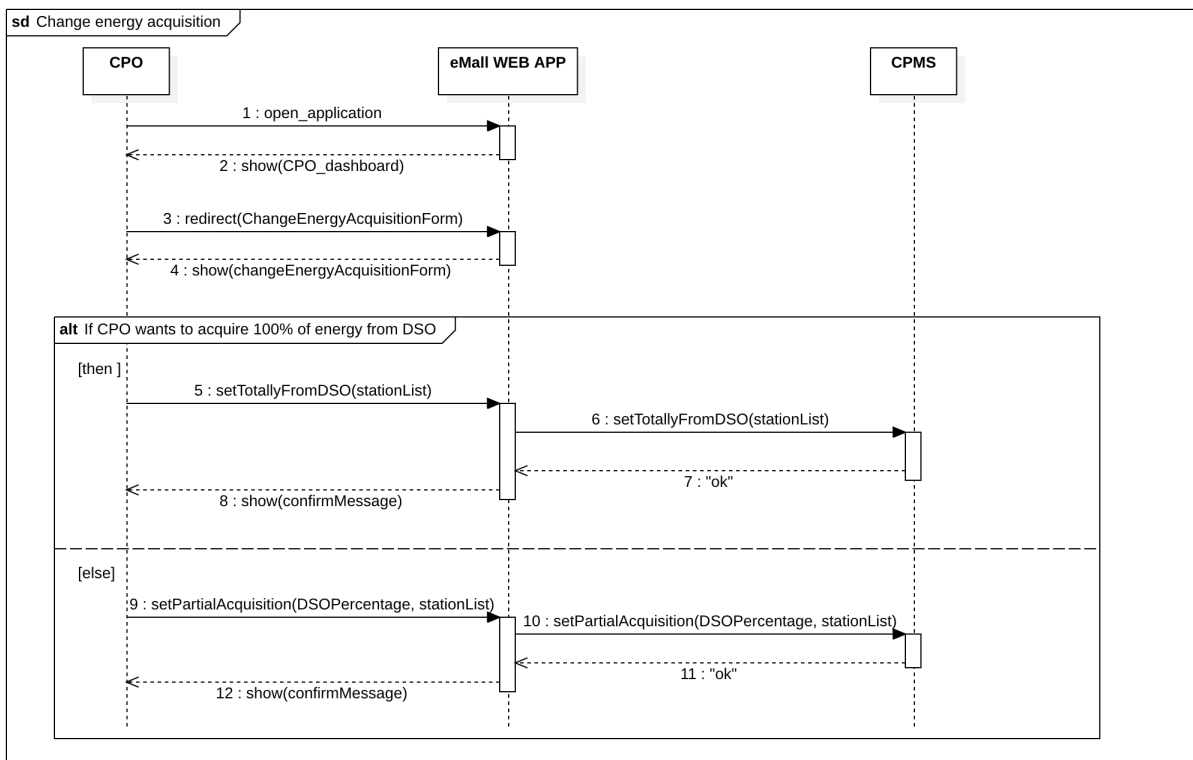 sd Change energy acquisition
CPO
eMall WEB APP
CPMS
1 : open_application
2 : show(CPO_dashboard)
3 : redirect(ChangeEnergyAcquisitionForm)
4 : show(changeEnergyAcquisitionForm)
alt If CPO wants to acquire 100% of energy from DSO
[then ]
5 : setTotallyFromDSO(stationList)
6 : setTotallyFromDSO(stationList)
7 : "ok"
8 : show(confirmMessage)
[else]
9 : setPartialAcquisition(DSOPercentage, stationList)
10 : setPartialAcquisition(DSOPercentage, stationList)
11 : "ok"
12 : show(confirmMessage)